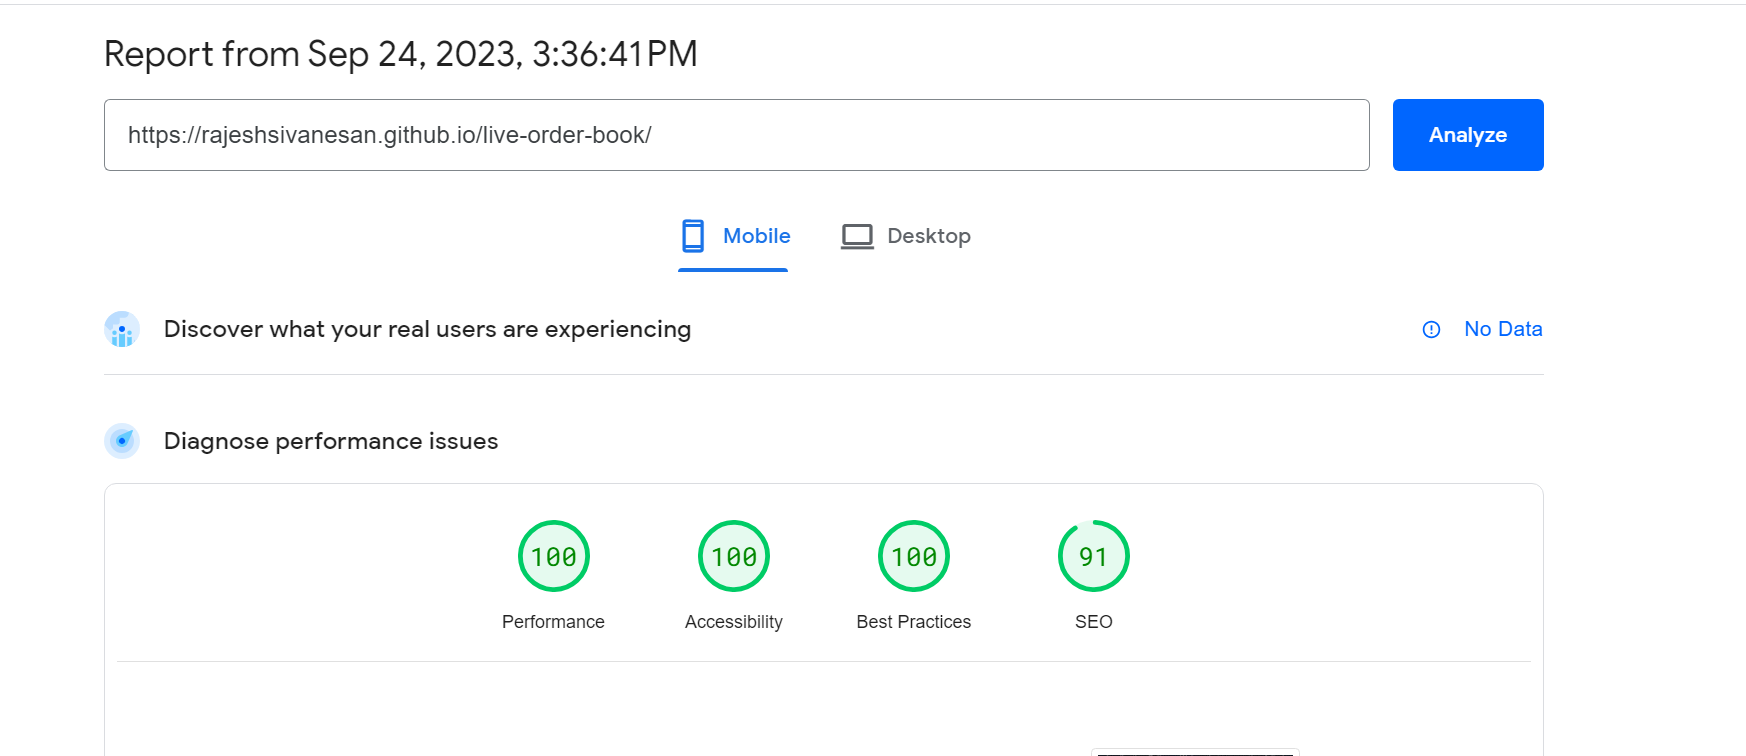 Report from Sep 24, 2023, 3:36:41 PM
https://rajeshsivanesan.github.io/live-order-book/
Analyze
Mobile
Desktop
Discover what your real users are experiencing
No Data
Diagnose performance issues
100
100
100
91
Performance
Accessibility
Best Practices
SEO